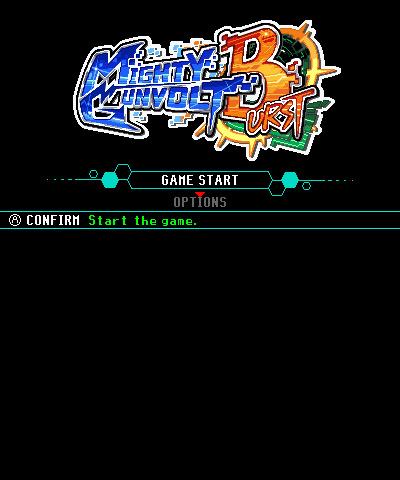 MIGHTY
GUNVOLT
BURST
GAME START
OPTIONS
Ⓐ CONFIRM Start the game.